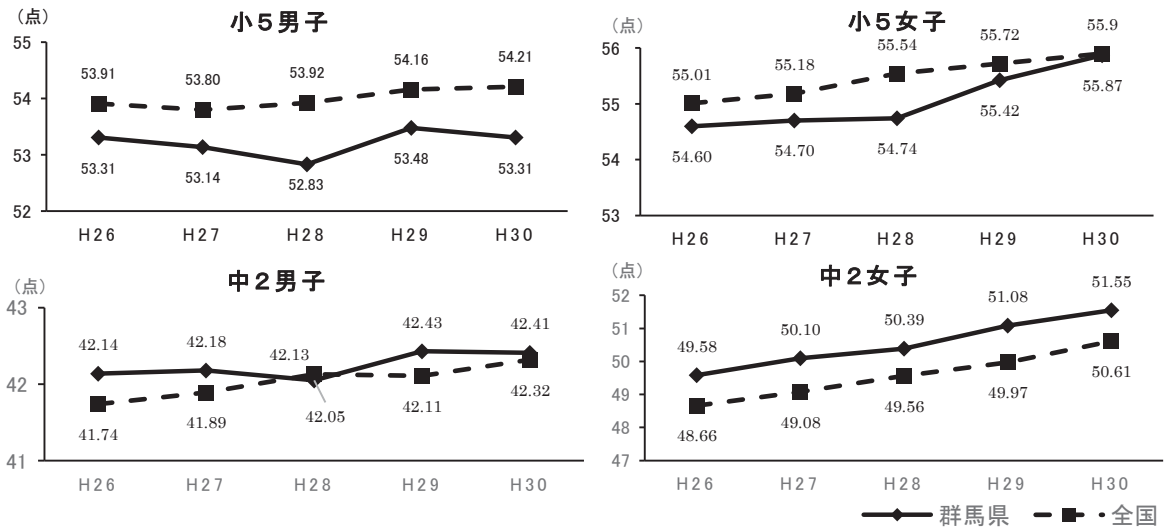 小５男子
（点）
55
54
53
52
53.91 53.80 53.92 54.16 54.21
53.31 53.14 52.83 53.48 53.31
H26 H27 H28 H29 H30
小５女子
（点）
56
55
54
53
55.01 55.18 55.54 55.72 55.9
54.60 54.70 54.74 55.42 55.87
H26 H27 H28 H29 H30
中２男子
（点）
43
42
41
42.14 42.18 42.13 42.43 42.41
41.74 41.89 42.05 42.11 42.32
H26 H27 H28 H29 H30
中２女子
（点）
52
51
50
49
48
47
49.58 50.10 50.39 51.08 51.55
48.66 49.08 49.56 49.97 50.61
H26 H27 H28 H29 H30
群馬県 全国